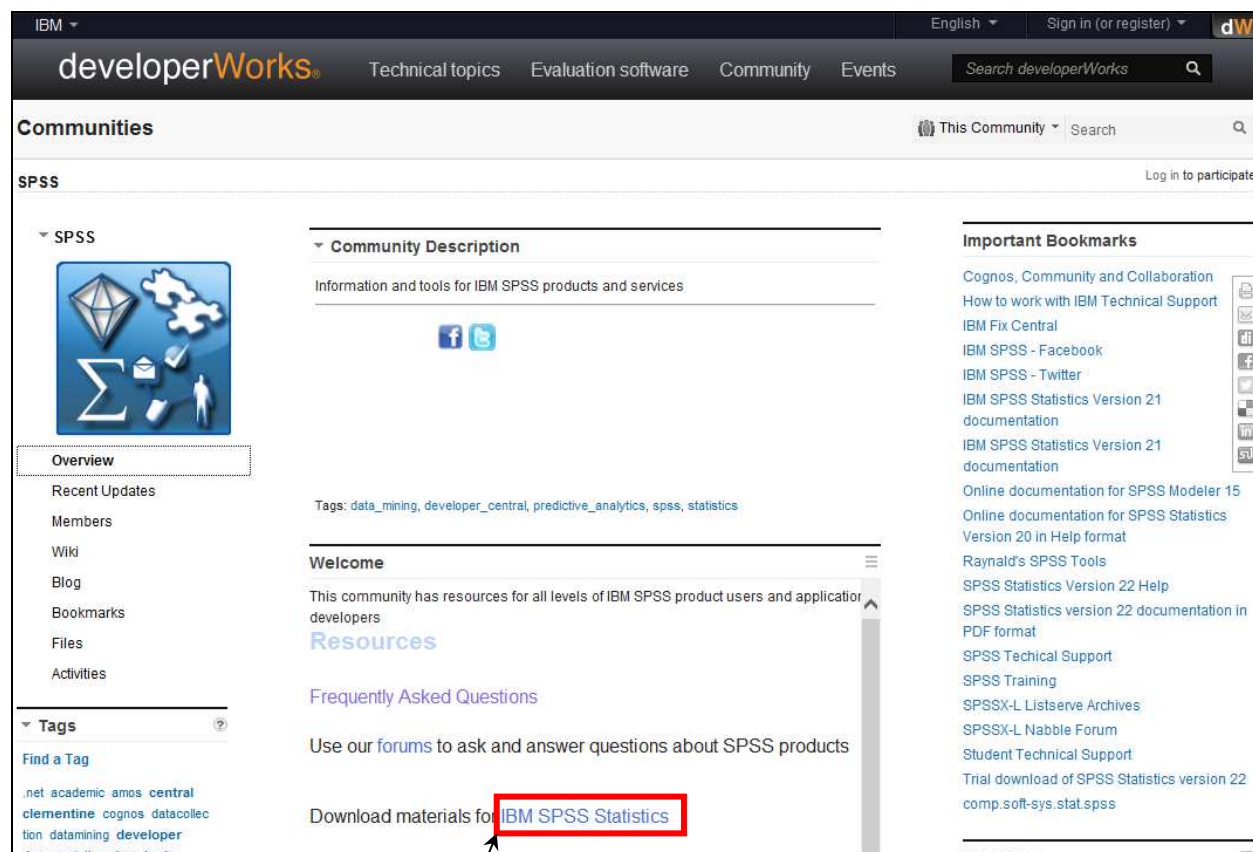 IBM
English
Sign in (or register)
dW
developerWorks®
Technical topics
Evaluation software
Community
Events
Search developerWorks
Communities
This Community
Search
SPSS
Log in to participate
SPSS
Overview
Recent Updates
Members
Wiki
Blog
Bookmarks
Files
Activities
Tags
?
Find a Tag
.net academic amos central
clementine cognos datacollec
tion datamining developer
Community Description
Information and tools for IBM SPSS products and services
Tags: data_mining, developer_central, predictive_analytics, spss, statistics
Welcome
This community has resources for all levels of IBM SPSS product users and application
developers
Resources
Frequently Asked Questions
Use our forums to ask and answer questions about SPSS products
Download materials for IBM SPSS Statistics
Important Bookmarks
Cognos, Community and Collaboration
How to work with IBM Technical Support
IBM Fix Central
IBM SPSS - Facebook
IBM SPSS - Twitter
IBM SPSS Statistics Version 21
documentation
IBM SPSS Statistics Version 21
documentation
Online documentation for SPSS Modeler 15
Online documentation for SPSS Statistics
Version 20 in Help format
Raynald's SPSS Tools
SPSS Statistics Version 22 Help
SPSS Statistics version 22 documentation in
PDF format
SPSS Techical Support
SPSS Training
SPSSX-L Listserve Archives
SPSSX-L Nabble Forum
Student Technical Support
Trial download of SPSS Statistics version 22
comp.soft-sys.stat.spss